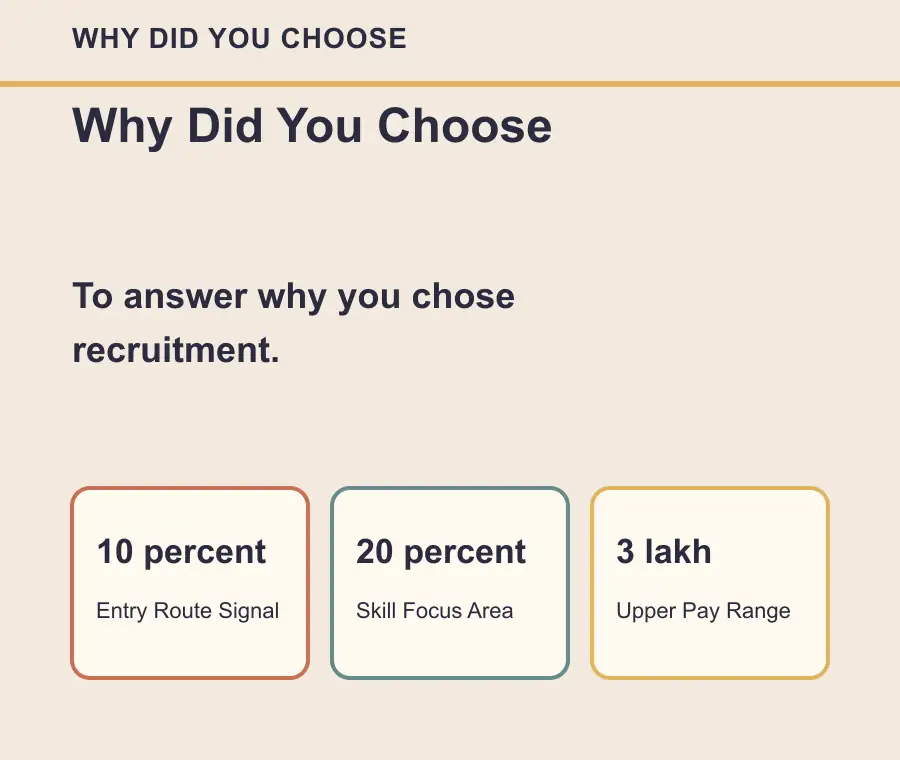 WHY DID YOU CHOOSE
Why Did You Choose
To answer why you chose
recruitment.
10 percent
Entry Route Signal
20 percent
Skill Focus Area
3 lakh
Upper Pay Range